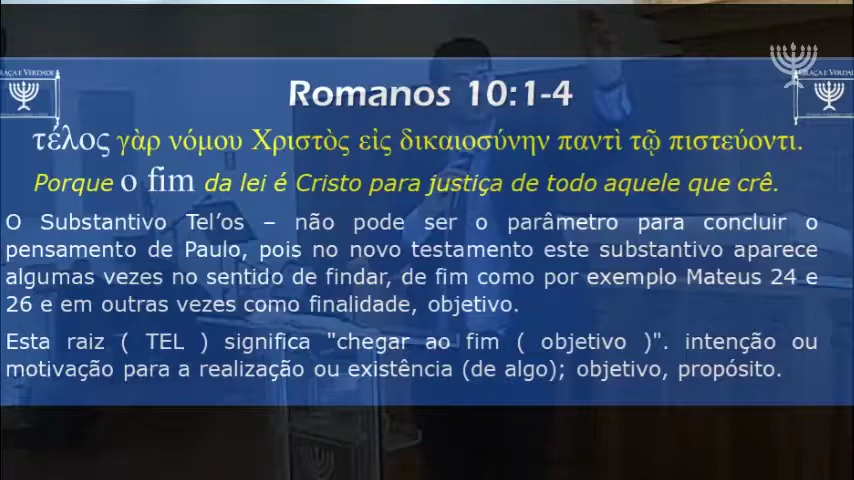 GRAÇA E VERDADE
Romanos 10:1-4
τέλος γὰρ νόμου Χριστὸς εἰς δικαιοσύνην παντὶ τῷ πιστεύοντι.
Porque o fim da lei é Cristo para justiça de todo aquele que crê.
O Substantivo Tel'os – não pode ser o parâmetro para concluir o
pensamento de Paulo, pois no novo testamento este substantivo aparece
algumas vezes no sentido de findar, de fim como por exemplo Mateus 24 e
26 e em outras vezes como finalidade, objetivo.
Esta raiz ( TEL ) significa "chegar ao fim ( objetivo )". intenção ou
motivação para a realização ou existência (de algo); objetivo, propósito.